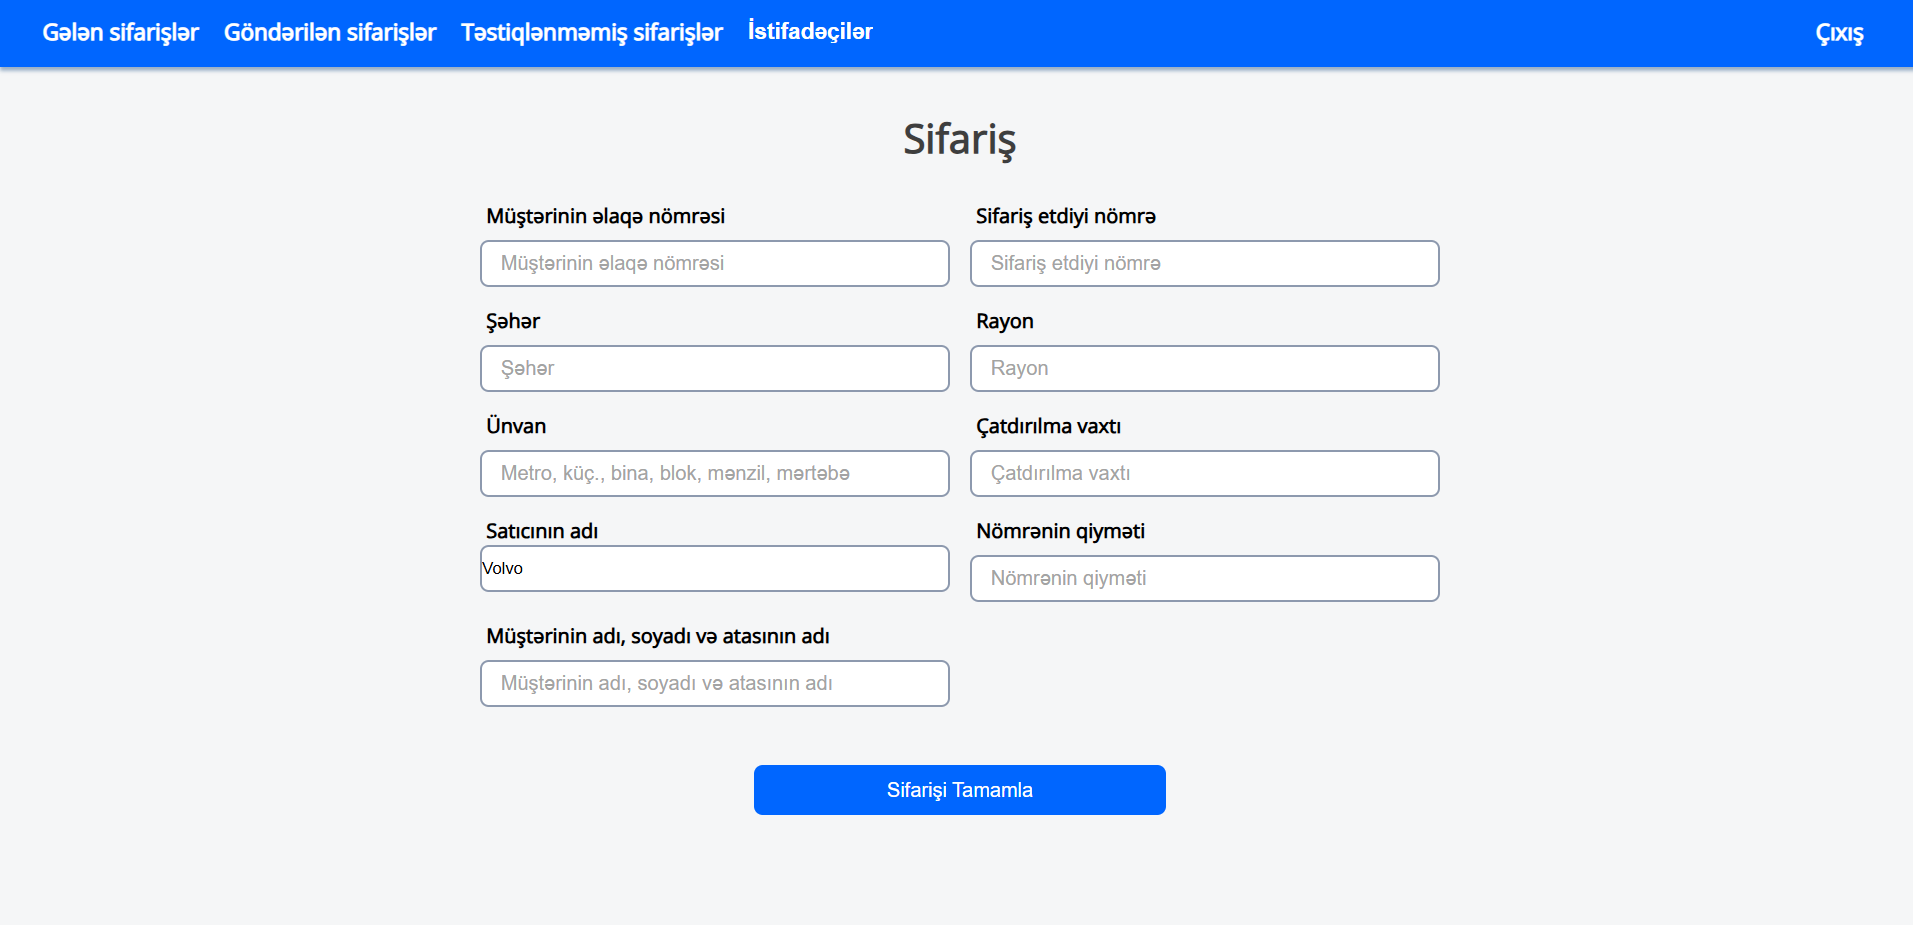 Gələn sifarişlər Göndərilən sifarişlər Təstiqlənməmiş sifarişlər İstifadəçilər Çıxış
Sifariş
Müştərinin əlaqə nömrəsi Sifariş etdiyi nömrə
Müştərinin əlaqə nömrəsi Sifariş etdiyi nömrə
Şəhər Rayon
Şəhər Rayon
Ünvan Çatdırılma vaxtı
Metro, küç., bina, blok, mənzil, mərtəbə Çatdırılma vaxtı
Satıcının adı Nömrənin qiyməti
Volvo Nömrənin qiyməti
Müştərinin adı, soyadı və atasının adı
Müştərinin adı, soyadı və atasının adı
Sifarişi Tamamla